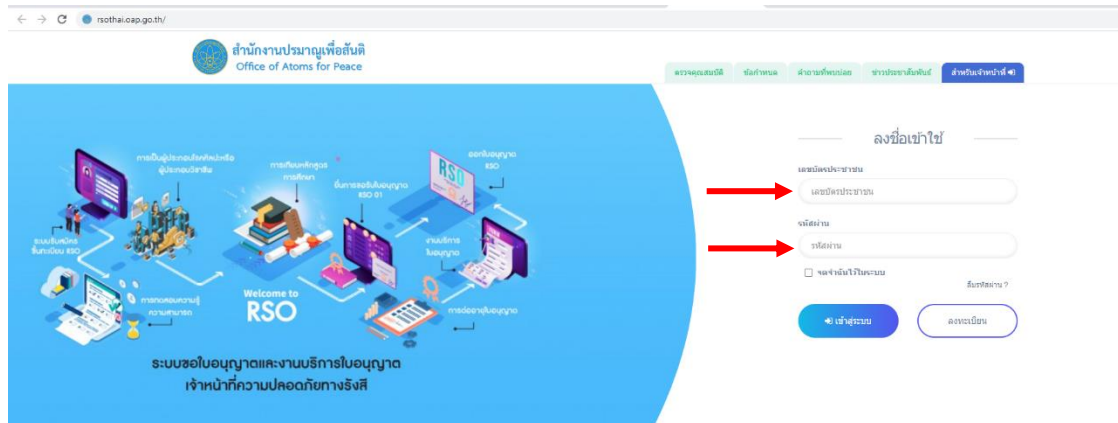 rsothai.oap.go.th/
สำนักงานปรมาณูเพื่อสันติ
Office of Atoms for Peace
ตรวจคุณสมบัติ
ข้อกำหนด
คำถามที่พบบ่อย
ข่าวประชาสัมพันธ์
สำหรับเจ้าหน้าที่
การเป็นผู้ประกอบโรคศิลปะหรือ
ผู้ประกอบวิชาชีพ
การเทียบหลักสูตร
การศึกษา
ยื่นการขอรับใบอนุญาต
RSO 01
ออกใบอนุญาต
RSO
RSO
ระบบรับสมัคร
ขึ้นทะเบียน RSO
การทดสอบความรู้
ความสามารถ
งานบริการ
ใบอนุญาต
การต่ออายุใบอนุญาต
Welcome to
RSO
ระบบขอใบอนุญาตและงานบริการใบอนุญาต
เจ้าหน้าที่ความปลอดภัยทางรังสี
ลงชื่อเข้าใช้
เลขบัตรประชาชน
เลขบัตรประชาชน
รหัสผ่าน
รหัสผ่าน
จดจำฉันไว้ในระบบ
ลืมรหัสผ่าน ?
เข้าสู่ระบบ
ลงทะเบียน